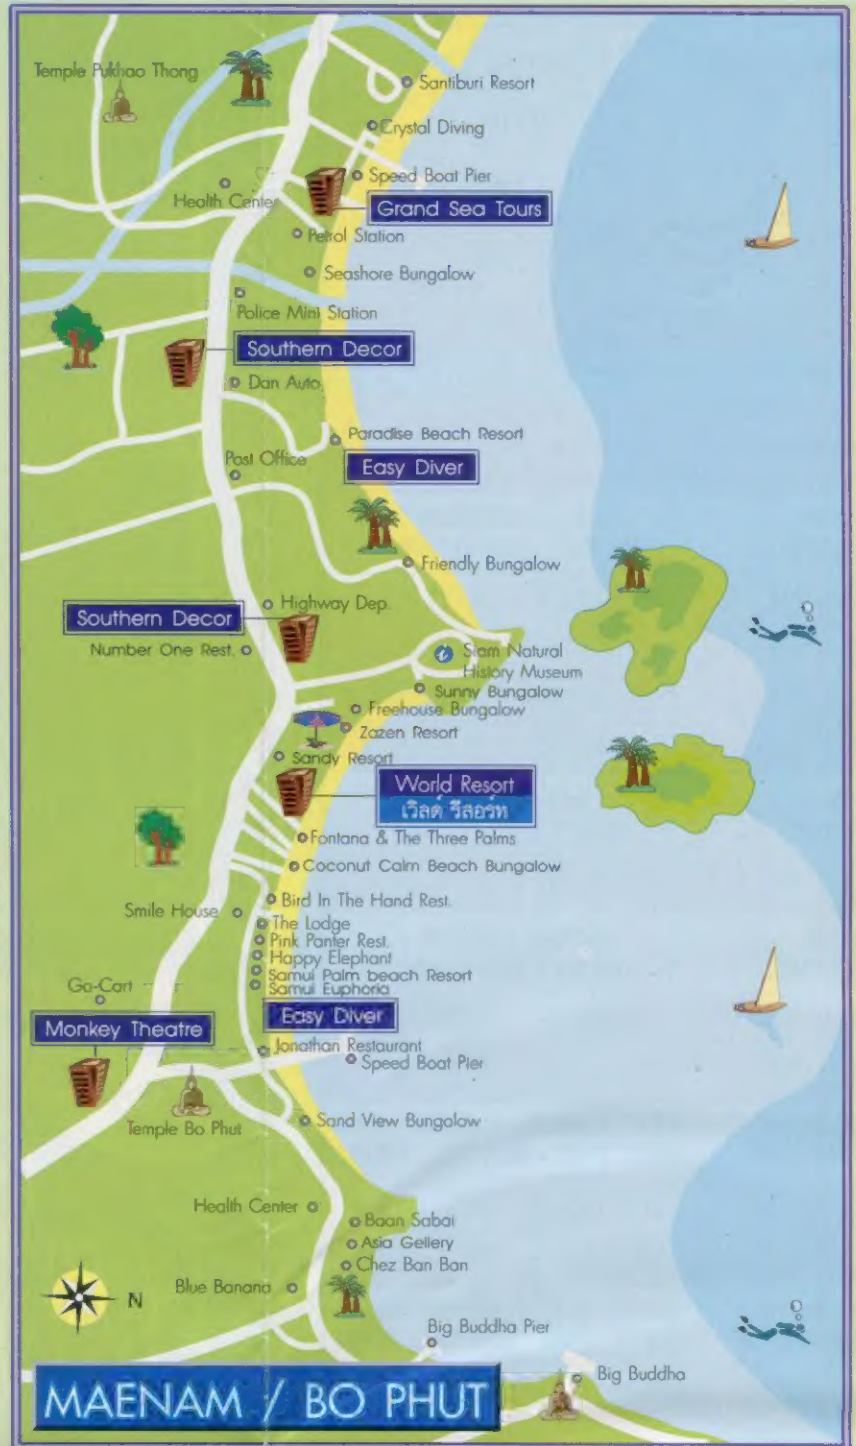 Temple Pukhao Thong
Santiburi Resort
Crystal Diving
Speed Boat Pier
Health Center
Grand Sea Tours
Petrol Station
Seashore Bungalow
Police Mini Station
Southern Decor
Dan Auto
Paradise Beach Resort
Post Office
Easy Diver
Friendly Bungalow
Highway Dep.
Southern Decor
Number One Rest.
Siam Natural
History Museum
Sunny Bungalow
Freehouse Bungalow
Zazen Resort
Sandy Resort
World Resort
เวิลด์ รีสอร์ท
Fontana & The Three Palms
Coconut Calm Beach Bungalow
Bird In The Hand Rest.
Smile House
The Lodge
Pink Panter Rest.
Happy Elephant
Samui Palm beach Resort
Samui Euphoria
Go-Cart
Easy Diver
Monkey Theatre
Jonathan Restaurant
Speed Boat Pier
Sand View Bungalow
Temple Bo Phut
Health Center
Baan Sabai
Asia Gellery
Chez Ban Ban
Blue Banana
N
Big Buddha Pier
Big Buddha
MAENAM / BO PHUT